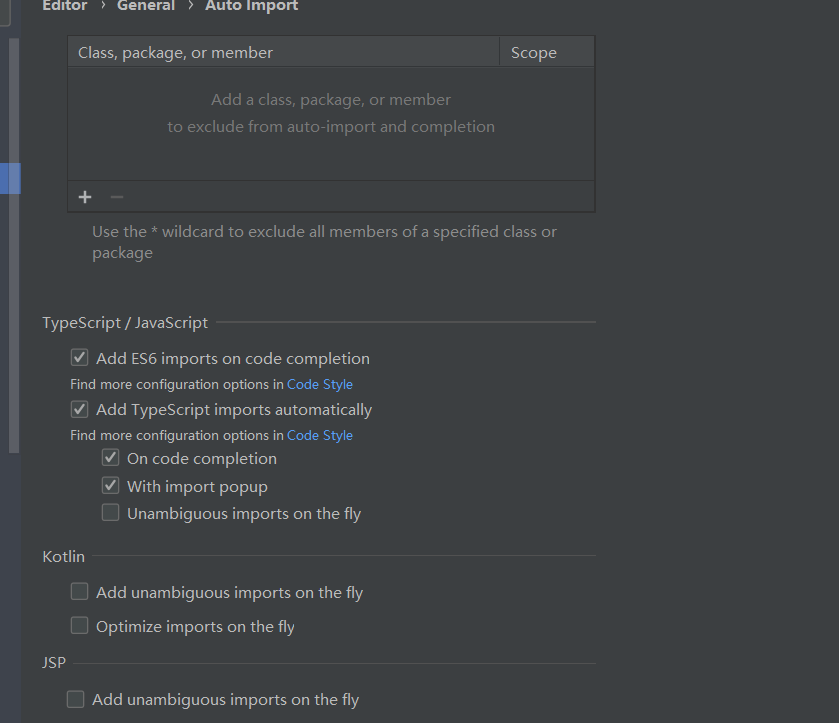 Editor › General › Auto Import
Class, package, or member Scope
Add a class, package, or member
to exclude from auto-import and completion
Use the * wildcard to exclude all members of a specified class or
package
TypeScript / JavaScript
Add ES6 imports on code completion
Find more configuration options in Code Style
Add TypeScript imports automatically
Find more configuration options in Code Style
On code completion
With import popup
Unambiguous imports on the fly
Kotlin
Add unambiguous imports on the fly
Optimize imports on the fly
JSP
Add unambiguous imports on the fly